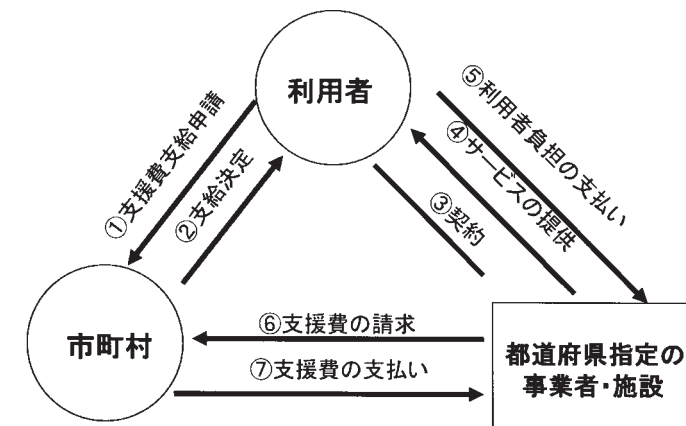 利用者
①支援費支給申請
②支給決定
③契約
④サービスの提供
⑤利用者負担の支払い
市町村
⑥支援費の請求
⑦支援費の支払い
都道府県指定の
事業者・施設